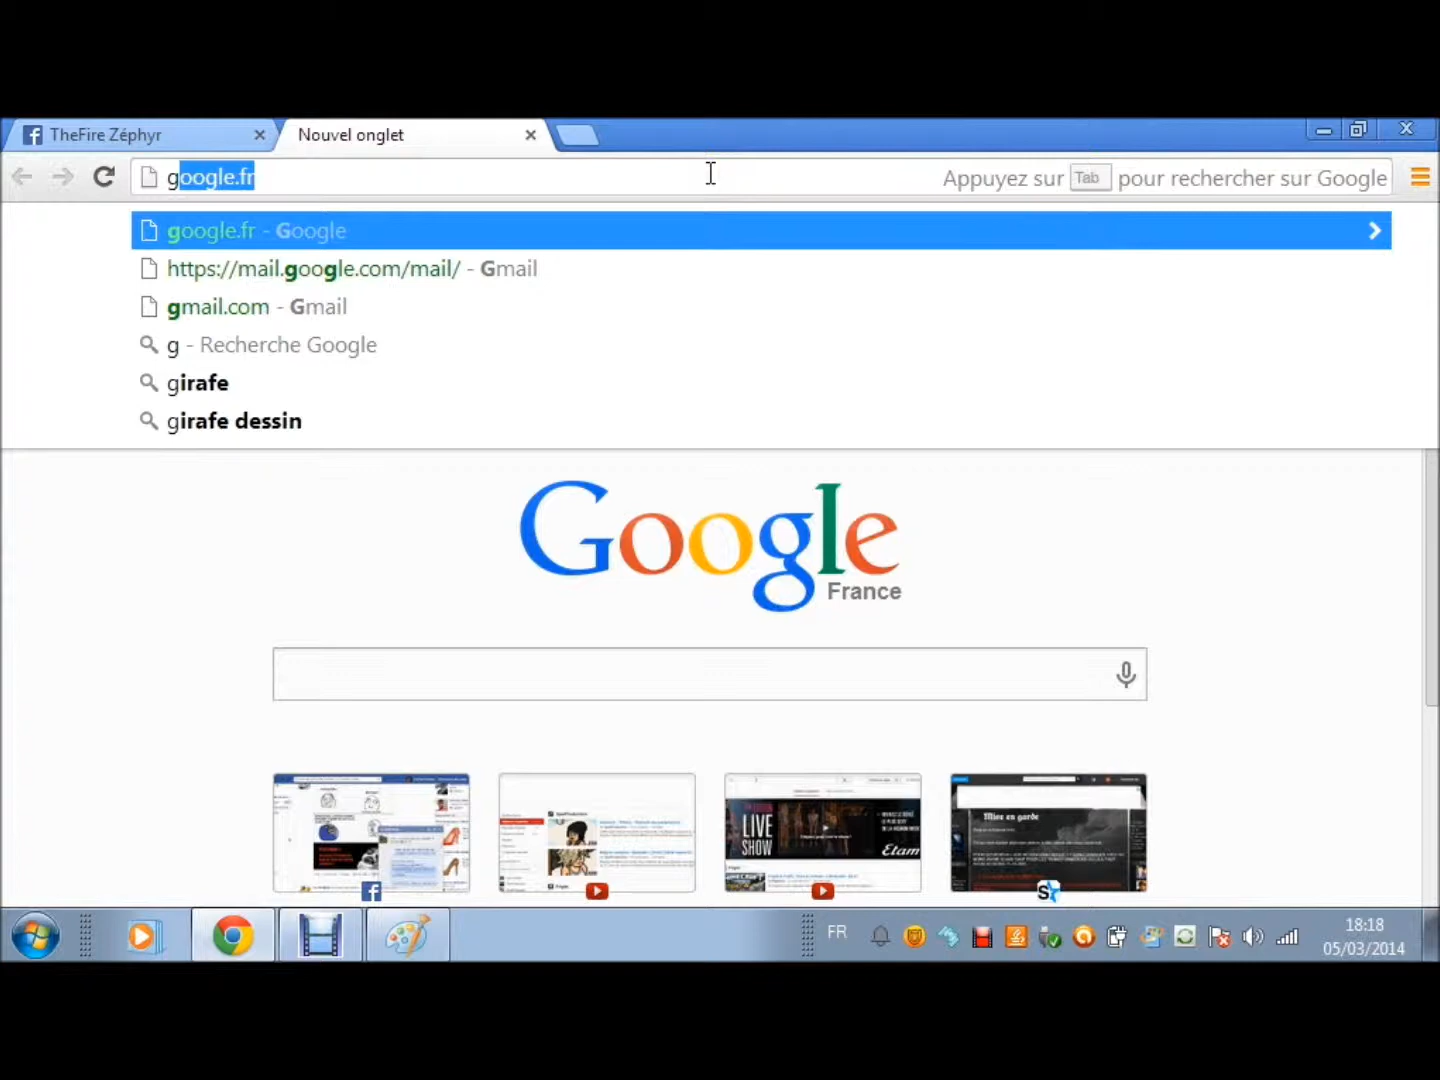 TheFire Zéphyr
Nouvel onglet
google.fr
Appuyez sur Tab pour rechercher sur Google
google.fr - Google
https://mail.google.com/mail/ - Gmail
gmail.com - Gmail
g - Recherche Google
girafe
girafe dessin
Google
France
LIVE
SHOW
Etam
Mise en garde
FR
18:18
05/03/2014